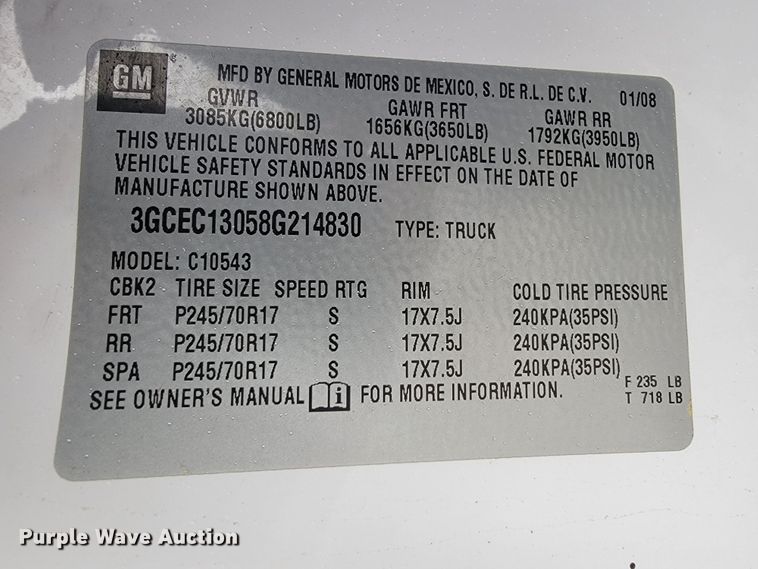 GM ® MFD BY GENERAL MOTORS DE MEXICO, S. DE R.L. DE C.V. 01/08
GVWR GAWR FRT GAWR RR
3085KG(6800LB) 1656KG(3650LB) 1792KG(3950LB)
THIS VEHICLE CONFORMS TO ALL APPLICABLE U.S. FEDERAL MOTOR
VEHICLE SAFETY STANDARDS IN EFFECT ON THE DATE OF
MANUFACTURE SHOWN ABOVE.
3GCEC13058G214830 TYPE: TRUCK
MODEL: C10543
CBK2 TIRE SIZE SPEED RTG RIM COLD TIRE PRESSURE
FRT P245/70R17 S 17X7.5J 240KPA(35PSI)
RR P245/70R17 S 17X7.5J 240KPA(35PSI)
SPA P245/70R17 S 17X7.5J 240KPA(35PSI)
SEE OWNER'S MANUAL i FOR MORE INFORMATION.
F 235 LB
T 718 LB
Purple Wave Auction